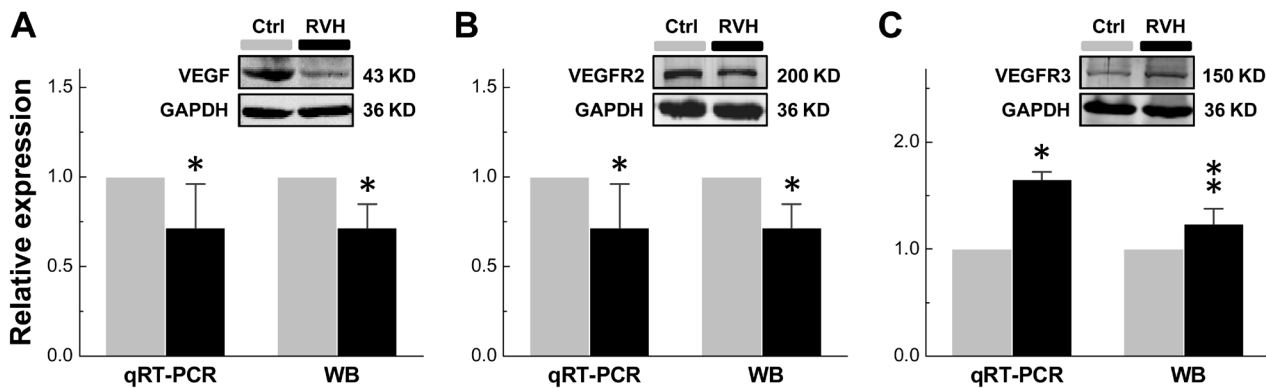 A
Ctrl RVH
VEGF 43 KD
GAPDH 36 KD
Relative expression
1.5
1.0
0.5
0.0
* *
qRT-PCR WB
B
Ctrl RVH
VEGFR2 200 KD
GAPDH 36 KD
1.5
1.0
0.5
0.0
* *
qRT-PCR WB
C
Ctrl RVH
VEGFR3 150 KD
GAPDH 36 KD
2.0
1.0
0.0
* **
qRT-PCR WB